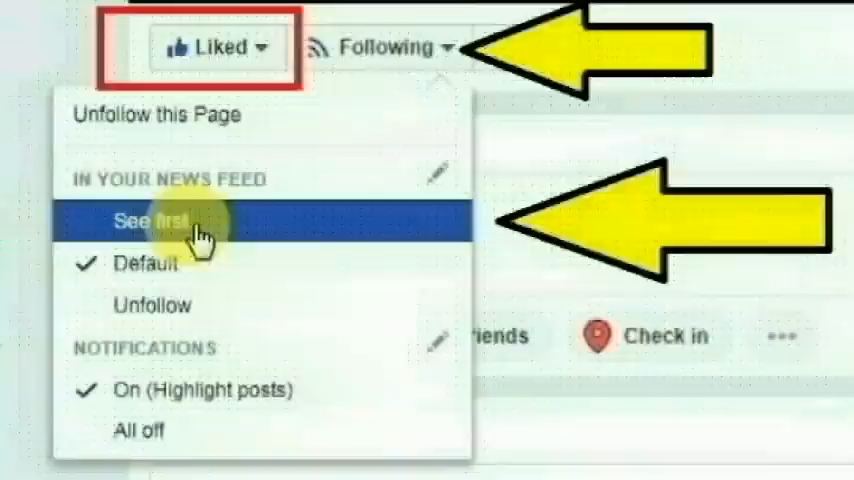 Liked Following
Unfollow this Page
IN YOUR NEWS FEED
See first
Default
Unfollow
riends Check in
NOTIFICATIONS
On (Highlight posts)
All off